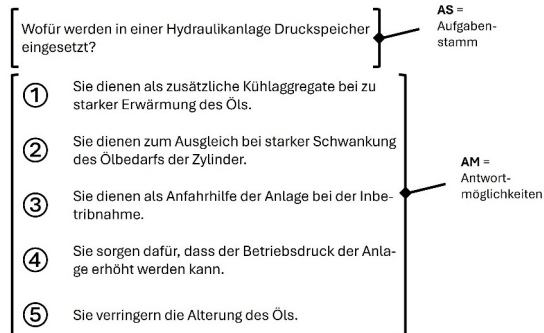 Wofür werden in einer Hydraulikanlage Druckspeicher
eingesetzt?
AS =
Aufgaben-
stamm
① Sie dienen als zusätzliche Kühlaggregate bei zu
starker Erwärmung des Öls.
② Sie dienen zum Ausgleich bei starker Schwankung
des Ölbedarfs der Zylinder.
③ Sie dienen als Anfahrhilfe der Anlage bei der Inbe-
tribnahme.
④ Sie sorgen dafür, dass der Betriebsdruck der Anla-
ge erhöht werden kann.
⑤ Sie verringern die Alterung des Öls.
AM =
Antwort-
möglichkeiten